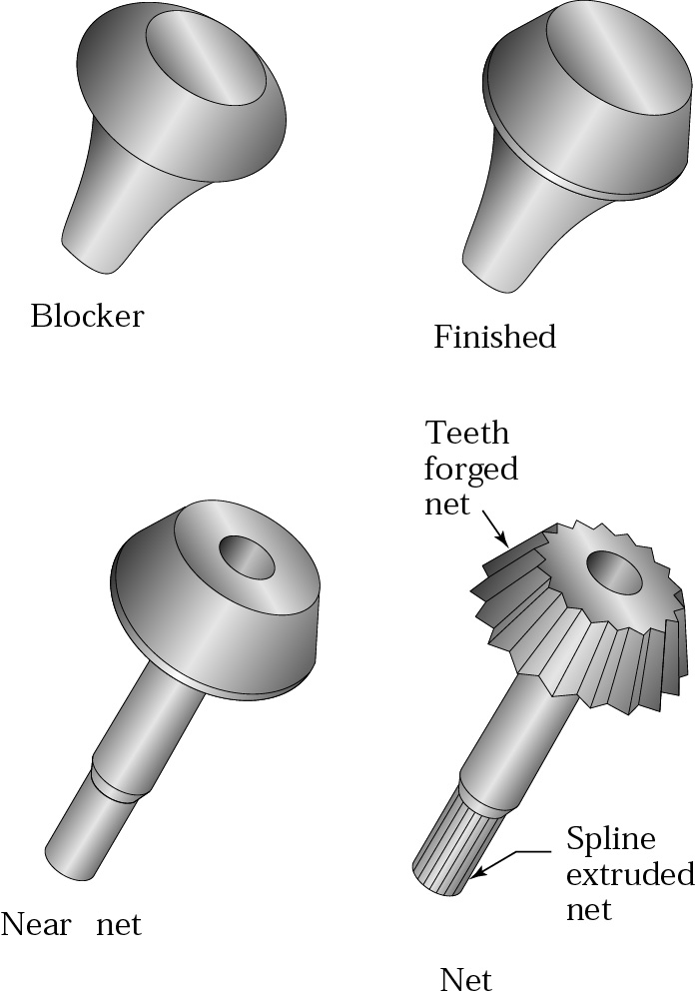 Blocker
Finished
Teeth
forged
net
Near net
Spline
extruded
net
Net